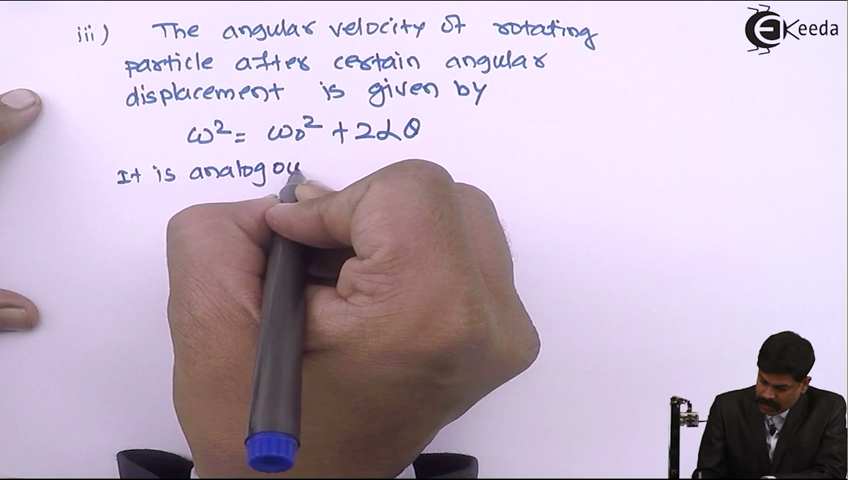 iii) The angular velocity of rotating
particle after certain angular
displacement is given by
ω² = ω₀² + 2αθ
It is analogou
EKeeda